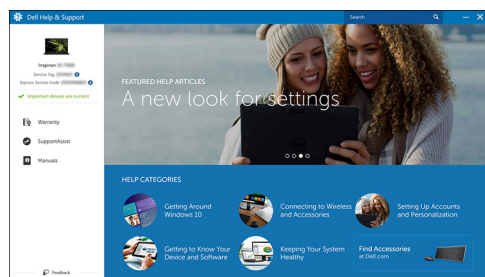 Dell Help & Support
Search
Inspiron
Service Tag
Express Service Code
Important drivers are current
Warranty
SupportAssist
Manuals
Feedback
FEATURED HELP ARTICLES
A new look for settings
HELP CATEGORIES
Getting Around
Windows 10
Connecting to Wireless
and Accessories
Setting Up Accounts
and Personalization
Getting to Know Your
Device and Software
Keeping Your System
Healthy
Find Accessories
at Dell.com